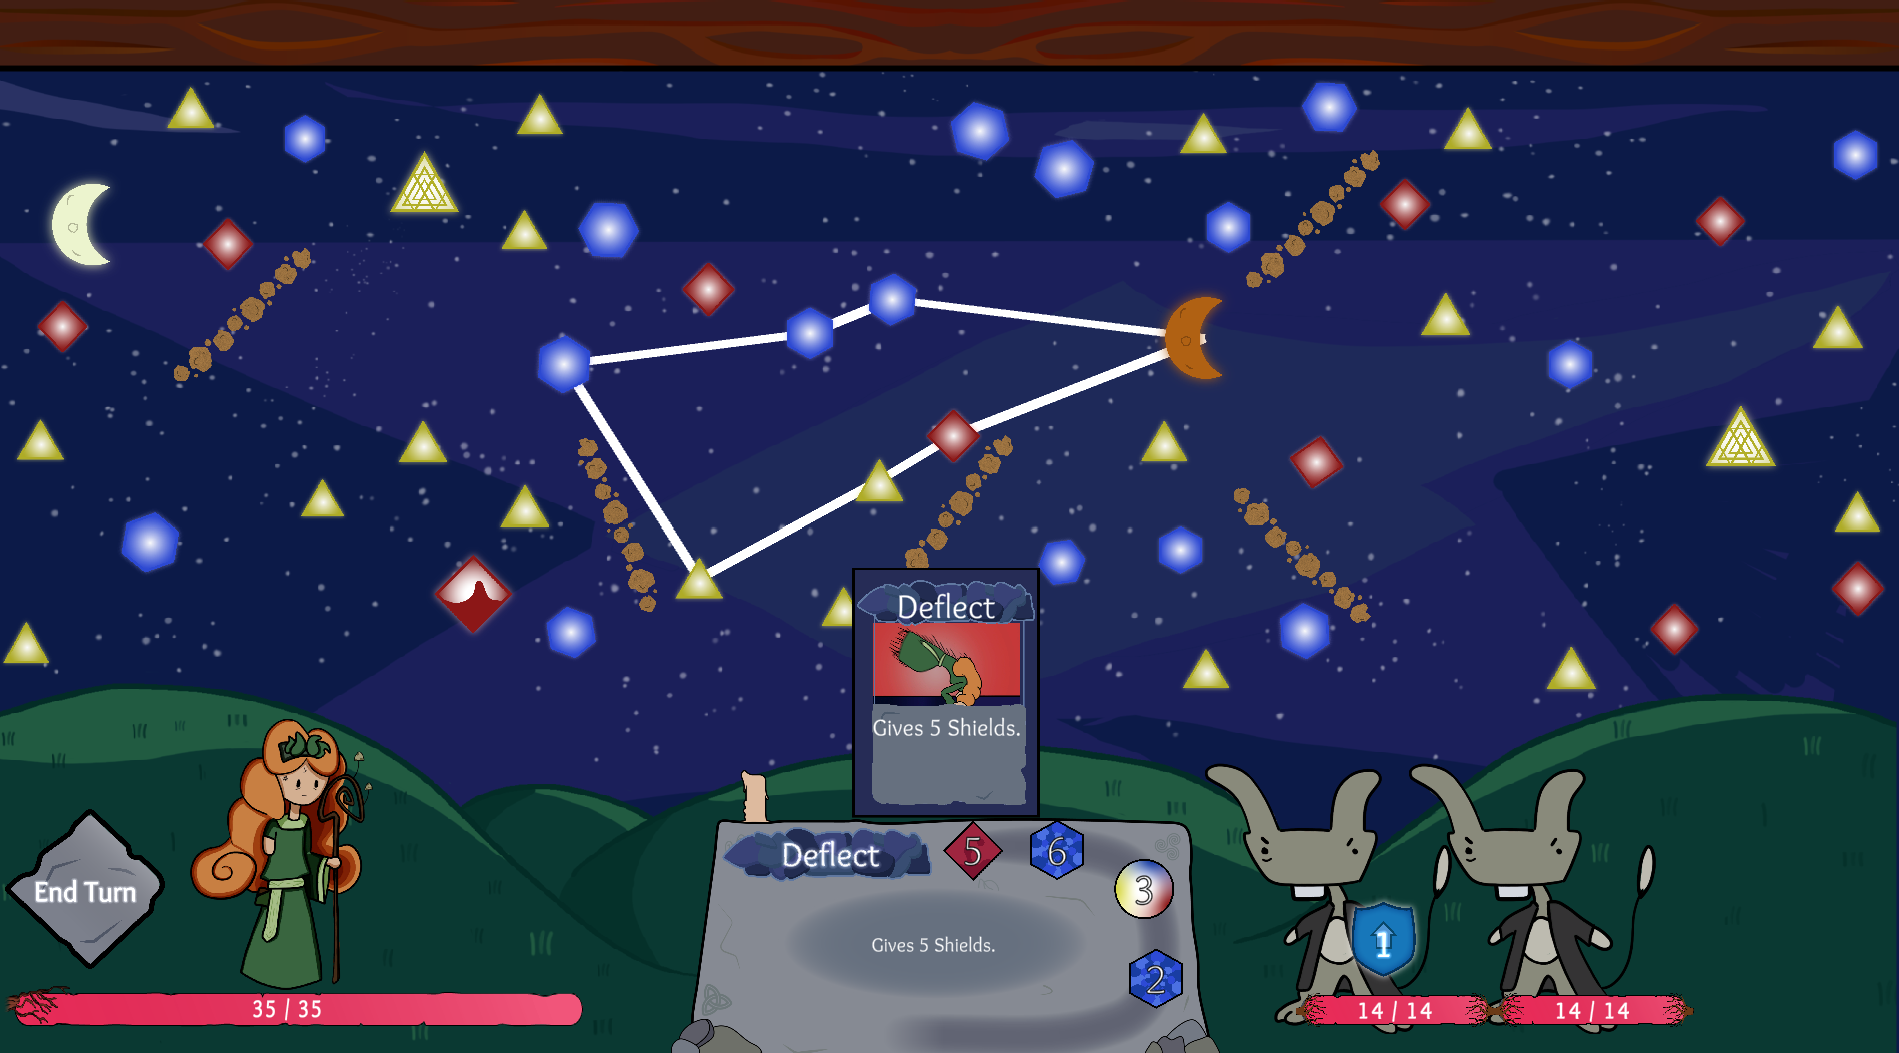 Deflect
Gives 5 Shields.
Deflect
5
6
3
Gives 5 Shields.
2
End Turn
35 / 35
1
14 / 14
14 / 14